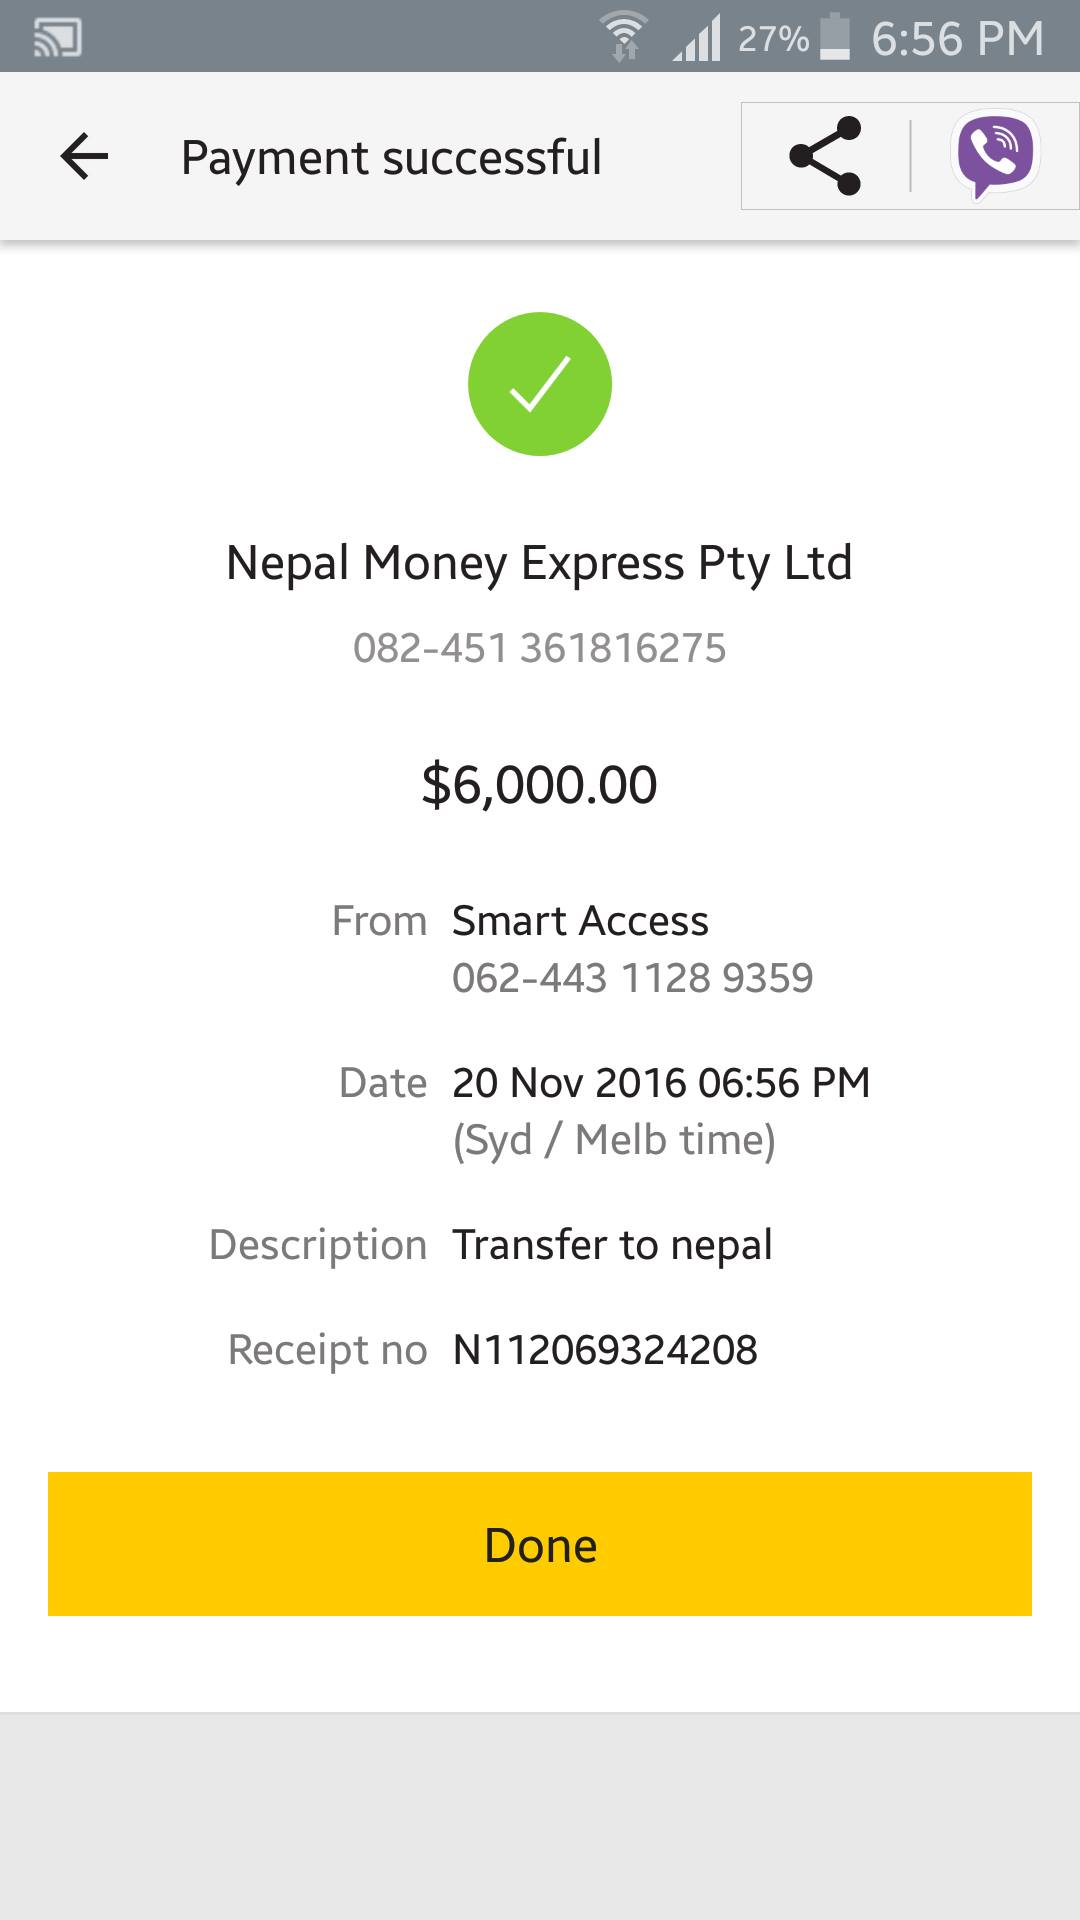 27% 6:56 PM
Payment successful
Nepal Money Express Pty Ltd
082-451 361816275
$6,000.00
From Smart Access
062-443 1128 9359
Date 20 Nov 2016 06:56 PM
(Syd / Melb time)
Description Transfer to nepal
Receipt no N112069324208
Done